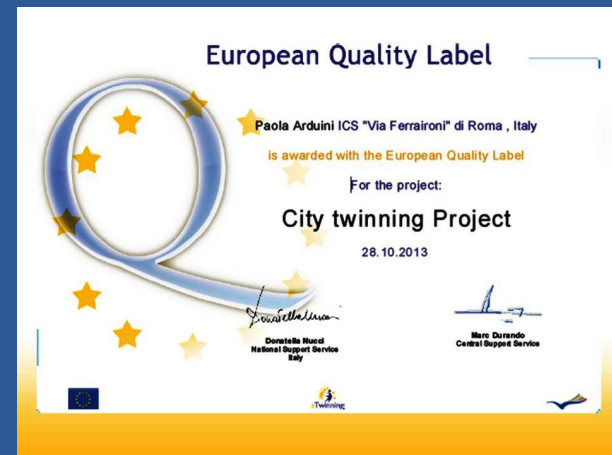 European Quality Label
Paola Arduini ICS "Via Ferraironi" di Roma , Italy
is awarded with the European Quality Label
For the project:
City twinning Project
28.10.2013
Donatella Nucci
National Support Service
Italy
Marc Durando
Central Support Service
eTwinning